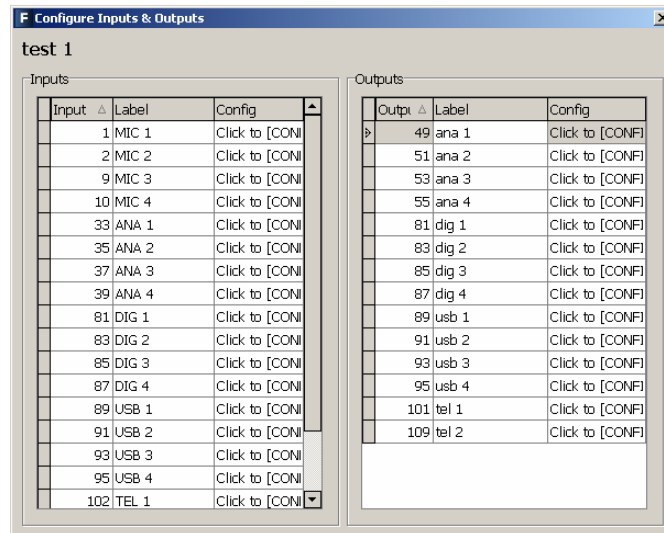 F Configure Inputs & Outputs
test 1
Inputs
Input Label Config
1 MIC 1 Click to [CONI
2 MIC 2 Click to [CONI
9 MIC 3 Click to [CONI
10 MIC 4 Click to [CONI
33 ANA 1 Click to [CONI
35 ANA 2 Click to [CONI
37 ANA 3 Click to [CONI
39 ANA 4 Click to [CONI
81 DIG 1 Click to [CONI
83 DIG 2 Click to [CONI
85 DIG 3 Click to [CONI
87 DIG 4 Click to [CONI
89 USB 1 Click to [CONI
91 USB 2 Click to [CONI
93 USB 3 Click to [CONI
95 USB 4 Click to [CONI
102 TEL 1 Click to [CONI
Outputs
Outpu Label Config
49 ana 1 Click to [CONFI
51 ana 2 Click to [CONFI
53 ana 3 Click to [CONFI
55 ana 4 Click to [CONFI
81 dig 1 Click to [CONFI
83 dig 2 Click to [CONFI
85 dig 3 Click to [CONFI
87 dig 4 Click to [CONFI
89 usb 1 Click to [CONFI
91 usb 2 Click to [CONFI
93 usb 3 Click to [CONFI
95 usb 4 Click to [CONFI
101 tel 1 Click to [CONFI
109 tel 2 Click to [CONFI